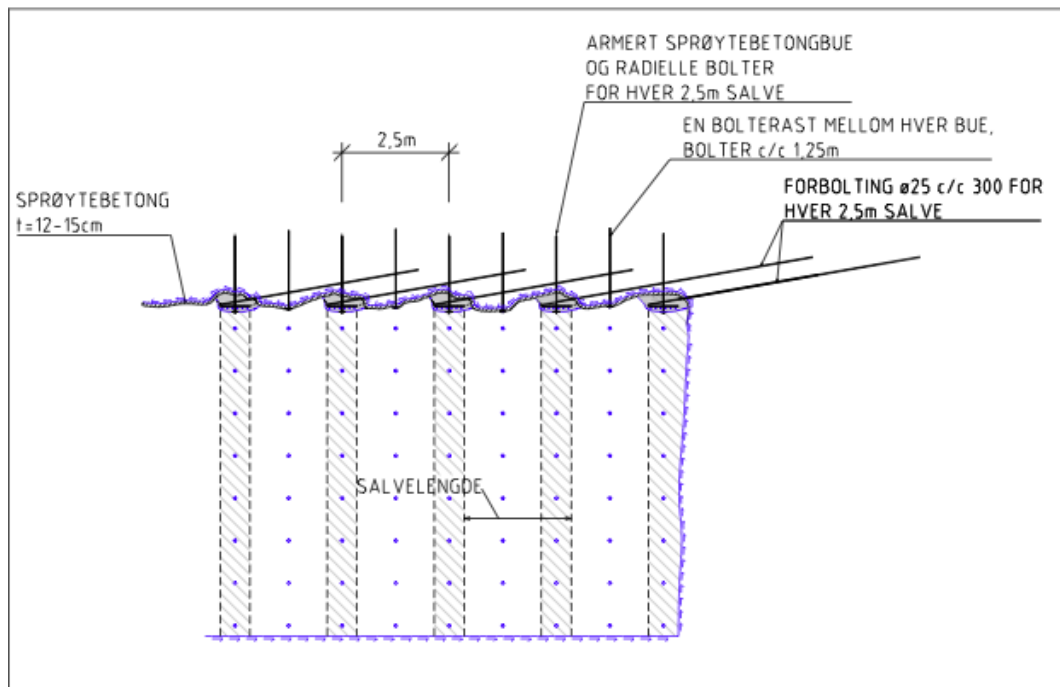 ARMERT SPRØYTEBETONGBUE
OG RADIELLE BOLTER
FOR HVER 2,5m SALVE
EN BOLTERAST MELLOM HVER BUE,
BOLTER c/c 1,25m
2,5m
FORBOLTING ø25 c/c 300 FOR
HVER 2,5m SALVE
SPRØYTEBETONG
t=12-15cm
SALVELENGDE